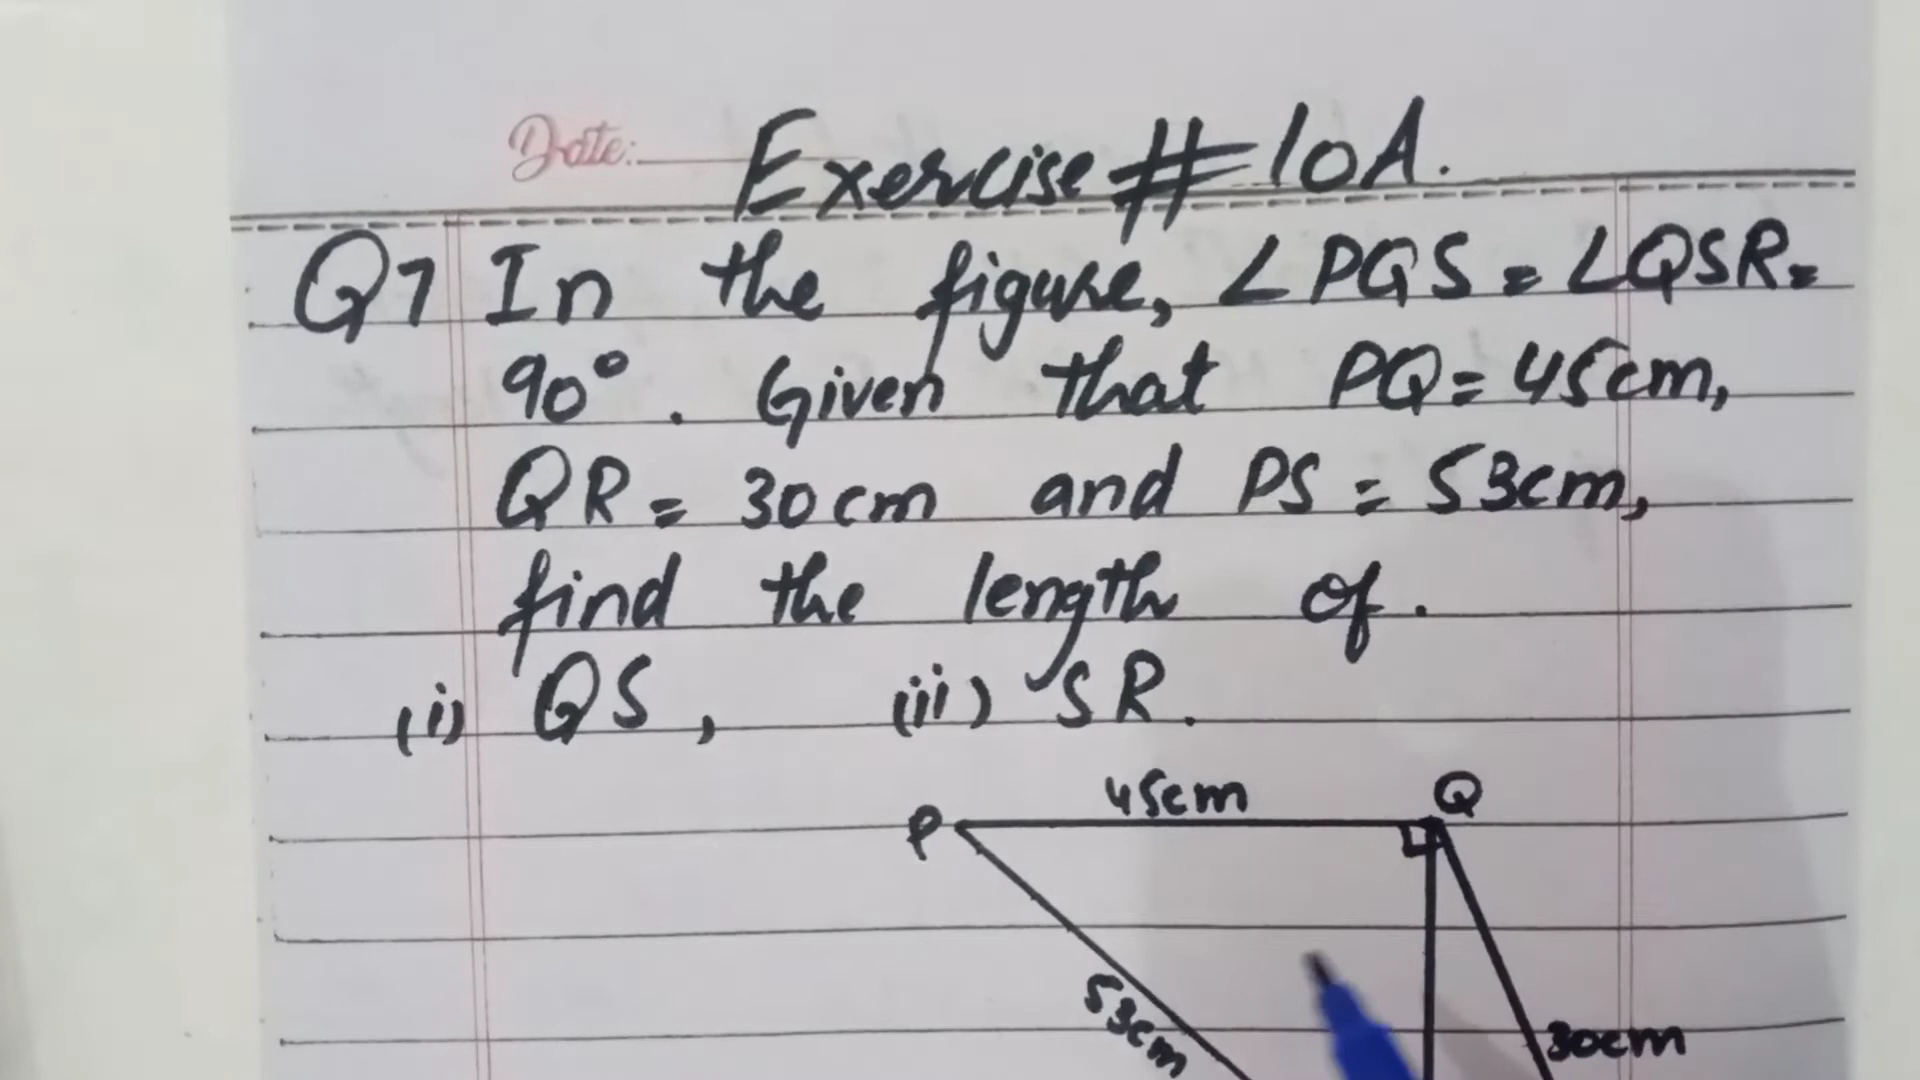 Date:
Exercise # 10A.
Q7 In the figure, ∠PQS = ∠QSR =
90°. Given that PQ = 45cm,
QR = 30cm and PS = 53cm,
find the length of.
(i) QS, (ii) SR.
45cm Q
P
53cm
30cm